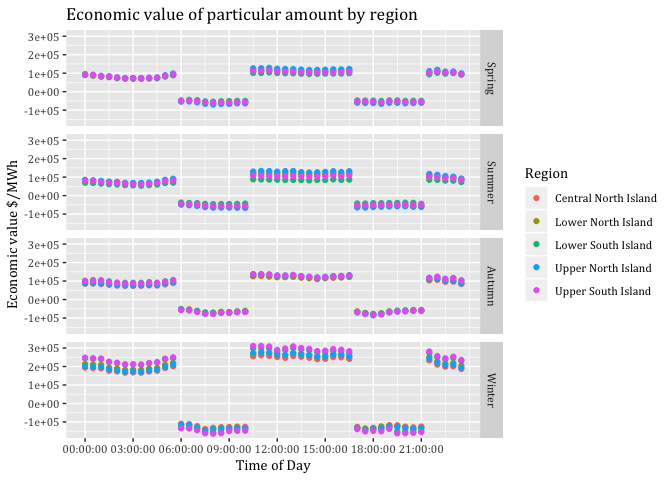 Economic value of particular amount by region
Economic value $/MWh
3e+05
2e+05
1e+05
0e+00
-1e+05
Spring
3e+05
2e+05
1e+05
0e+00
-1e+05
Summer
3e+05
2e+05
1e+05
0e+00
-1e+05
Autumn
3e+05
2e+05
1e+05
0e+00
-1e+05
Winter
00:00:00 03:00:00 06:00:00 09:00:00 12:00:00 15:00:00 18:00:00 21:00:00
Time of Day
Region
Central North Island
Lower North Island
Lower South Island
Upper North Island
Upper South Island